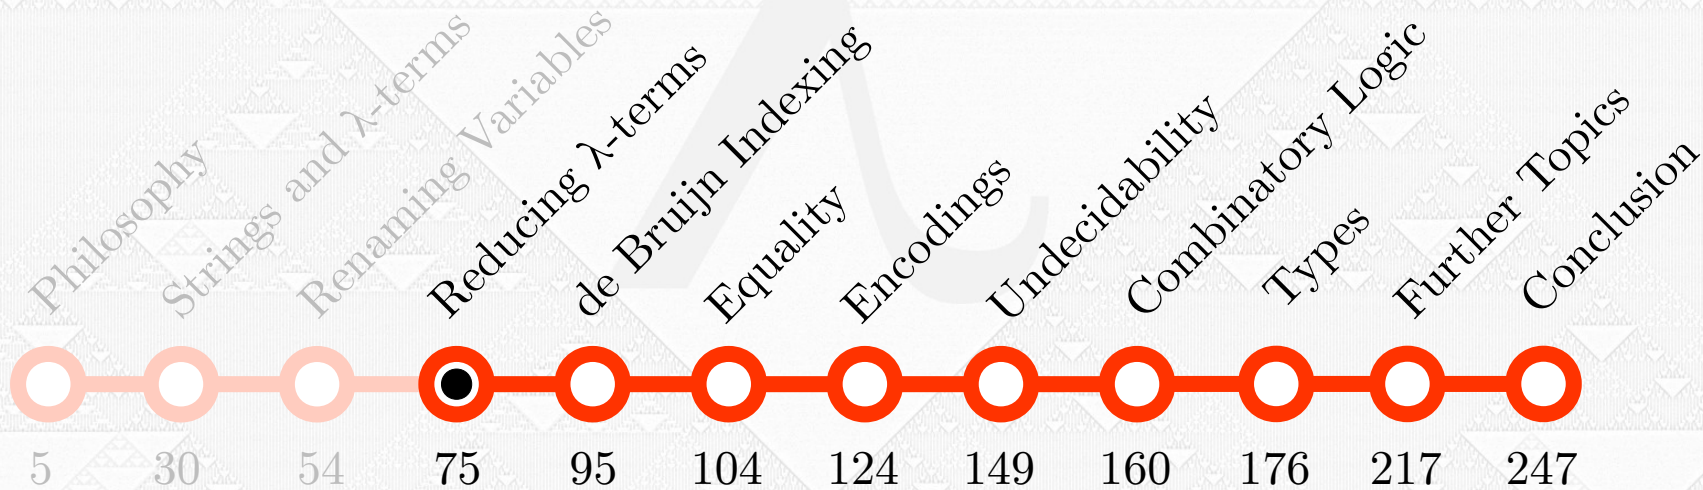 Philosophy
Strings and λ-terms
Renaming Variables
Reducing λ-terms
de Bruijn Indexing
Equality
Encodings
Undecidability
Combinatory Logic
Types
Further Topics
Conclusion
5 30 54 75 95 104 124 149 160 176 217 247